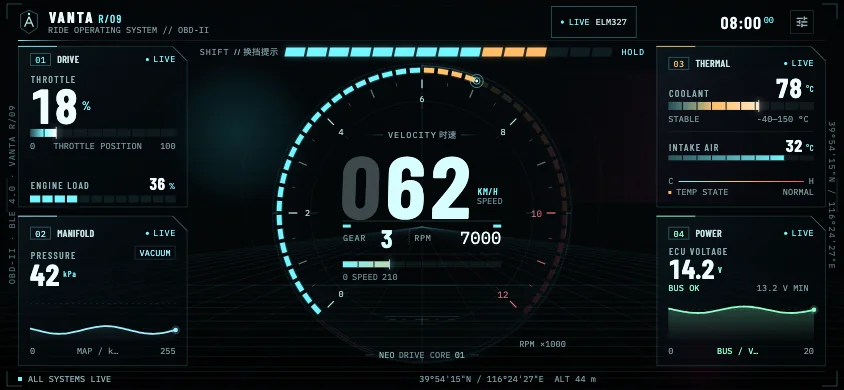 VANTA R/09
RIDE OPERATING SYSTEM // OBD-II
• LIVE ELM327
08:00 00
SHIFT // 换挡提示
HOLD
01 DRIVE • LIVE
THROTTLE
18 %
0 THROTTLE POSITION 100
ENGINE LOAD 36 %
02 MANIFOLD • LIVE
PRESSURE VACUUM
42 kPa
0 MAP / k… 255
OBD-II · BLE 4.0 · VANTA R/09
VELOCITY 时速
0 2 4 6 8 10 12
062 KM/H
SPEED
GEAR 3 RPM 7000
0 SPEED 210
RPM ×1000
NEO DRIVE CORE 01
03 THERMAL • LIVE
COOLANT 78 °C
STABLE -40–150 °C
INTAKE AIR 32 °C
C H
TEMP STATE NORMAL
04 POWER • LIVE
ECU VOLTAGE
14.2 V
BUS OK 13.2 V MIN
0 BUS / V… 20
39°54'15"N / 116°24'27"E
ALL SYSTEMS LIVE
39°54'15"N / 116°24'27"E ALT 44 m